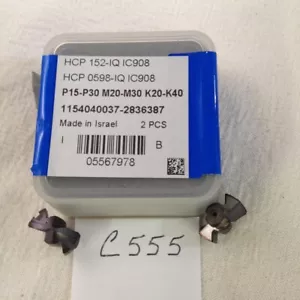 HCP 152-IQ IC908
HCP 0598-IQ IC908
P15-P30 M20-M30 K20-K40
1154040037-2836387
Made in Israel 2 PCS
I B
05567978
C555